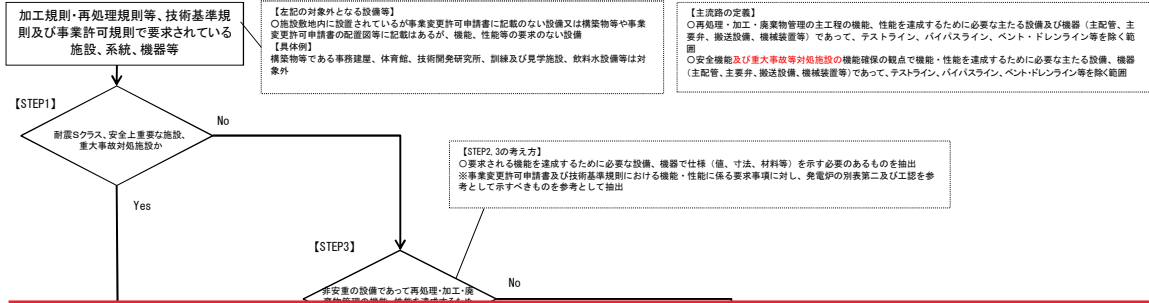 加工規則・再処理規則等、技術基準規
則及び事業許可規則で要求されている
施設、系統、機器等
【左記の対象外となる設備等】
○施設敷地内に設置されているが事業変更許可申請書に記載のない設備又は構築物等や事業
変更許可申請書の配置図等に記載はあるが、機能、性能等の要求のない設備
【具体例】
構築物等である事務建屋、体育館、技術開発研究所、訓練及び見学施設、飲料水設備等は対
象外
【主流路の定義】
○再処理・加工・廃棄物管理の主工程の機能、性能を達成するために必要な主たる設備及び機器（主配管、主
要弁、搬送設備、機械装置等）であって、テストライン、バイパスライン、ベント・ドレンライン等を除く範
囲
○安全機能及び重大事故等対処施設の機能確保の観点で機能・性能を達成するために必要な主たる設備、機器
（主配管、主要弁、搬送設備、機械装置等）であって、テストライン、バイパスライン、ベント・ドレンライン等を除く範囲
【STEP1】
耐震Sクラス、安全上重要な施設、
重大事故対処施設か
No
Yes
【STEP2,3の考え方】
○要求される機能を達成するために必要な設備、機器で仕様（値、寸法、材料等）を示す必要のあるものを抽出
※事業変更許可申請書及び技術基準規則における機能・性能に係る要求事項に対し、発電炉の別表第二及び工認を参
考として示すべきものを参考として抽出
【STEP3】
非安重の設備であって再処理・加工・廃
棄物管理の機能、性能を達成するため
No